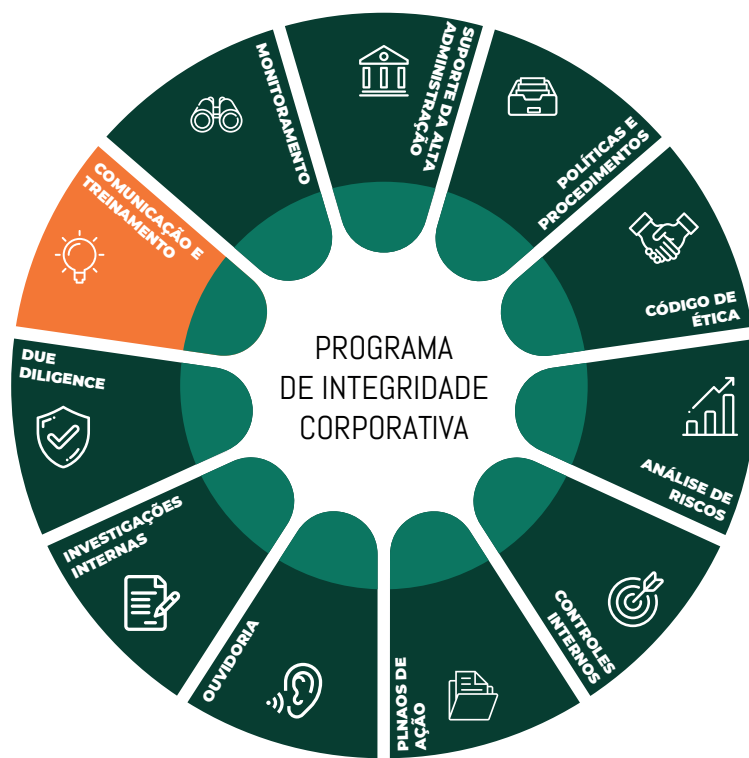 SUPORTE DA ALTA
ADMINISTRAÇÃO
POLÍTICAS E
PROCEDIMENTOS
CÓDIGO DE
ÉTICA
ANÁLISE DE
RISCOS
CONTROLES
INTERNOS
PLNAOS DE
AÇÃO
OUVIDORIA
INVESTIGAÇÕES
INTERNAS
DUE
DILIGENCE
COMUNICAÇÃO E
TREINAMENTO
MONITORAMENTO
PROGRAMA
DE INTEGRIDADE
CORPORATIVA